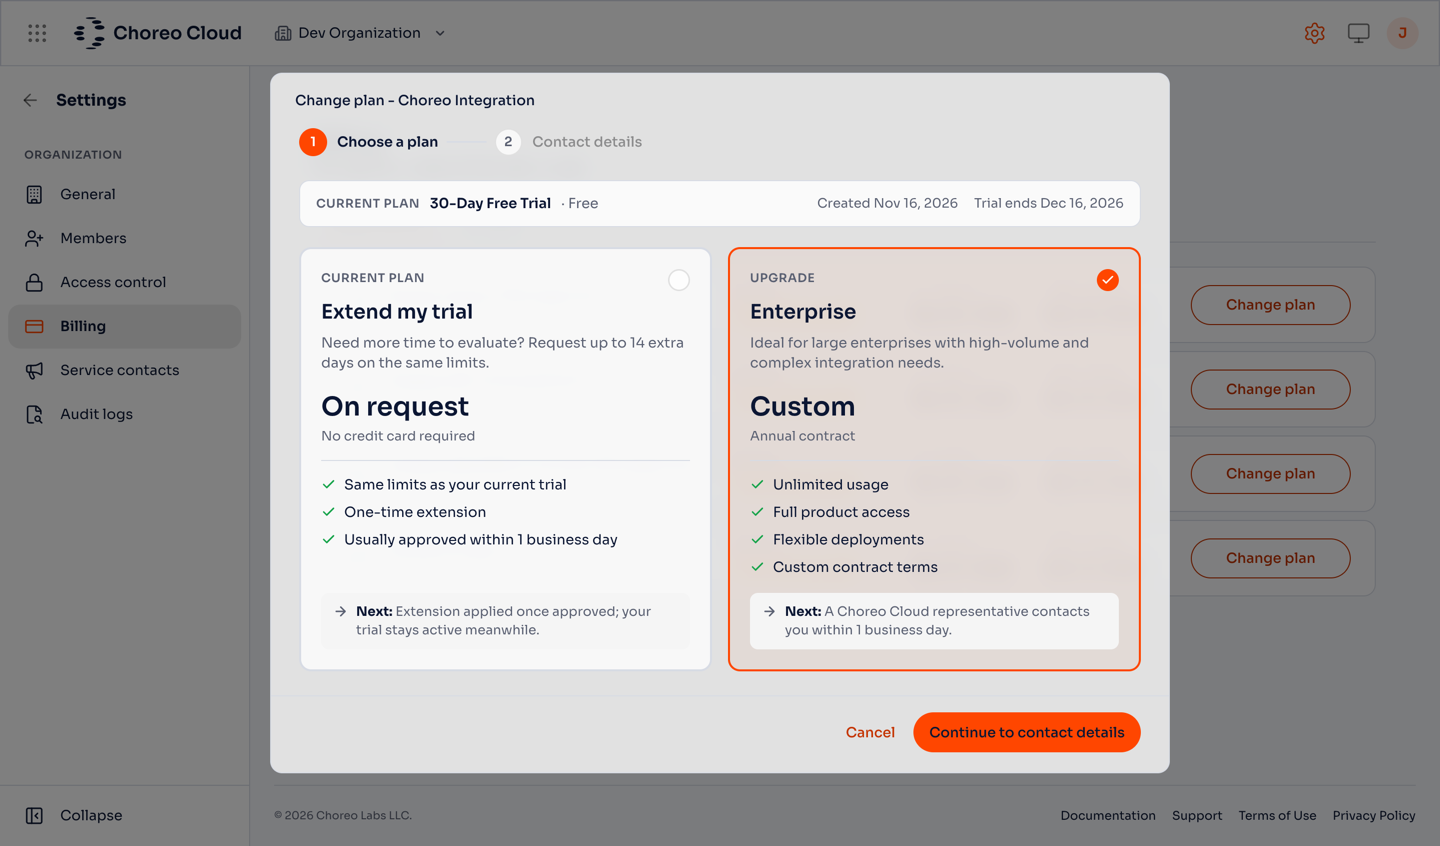 Choreo Cloud
Dev Organization
J
Settings
ORGANIZATION
General
Members
Access control
Billing
Service contacts
Audit logs
Collapse
Change plan - Choreo Integration
1 Choose a plan
2 Contact details
CURRENT PLAN 30-Day Free Trial · Free
Created Nov 16, 2026 Trial ends Dec 16, 2026
CURRENT PLAN
Extend my trial
Need more time to evaluate? Request up to 14 extra
days on the same limits.
On request
No credit card required
Same limits as your current trial
One-time extension
Usually approved within 1 business day
Next: Extension applied once approved; your
trial stays active meanwhile.
UPGRADE
Enterprise
Ideal for large enterprises with high-volume and
complex integration needs.
Custom
Annual contract
Unlimited usage
Full product access
Flexible deployments
Custom contract terms
Next: A Choreo Cloud representative contacts
you within 1 business day.
Cancel
Continue to contact details
Change plan
Change plan
Change plan
Change plan
© 2026 Choreo Labs LLC.
Documentation
Support
Terms of Use
Privacy Policy